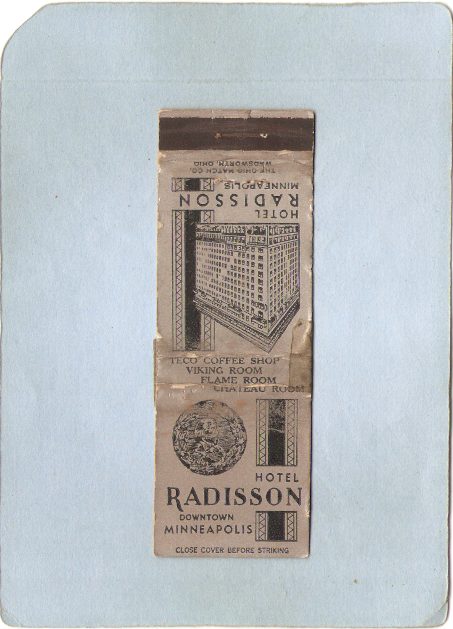 THE OHIO MATCH CO.
WADSWORTH, OHIO
HOTEL
RADISSON
MINNEAPOLIS
TECO COFFEE SHOP
VIKING ROOM
FLAME ROOM
CHATEAU ROOM
HOTEL
RADISSON
DOWNTOWN
MINNEAPOLIS
CLOSE COVER BEFORE STRIKING